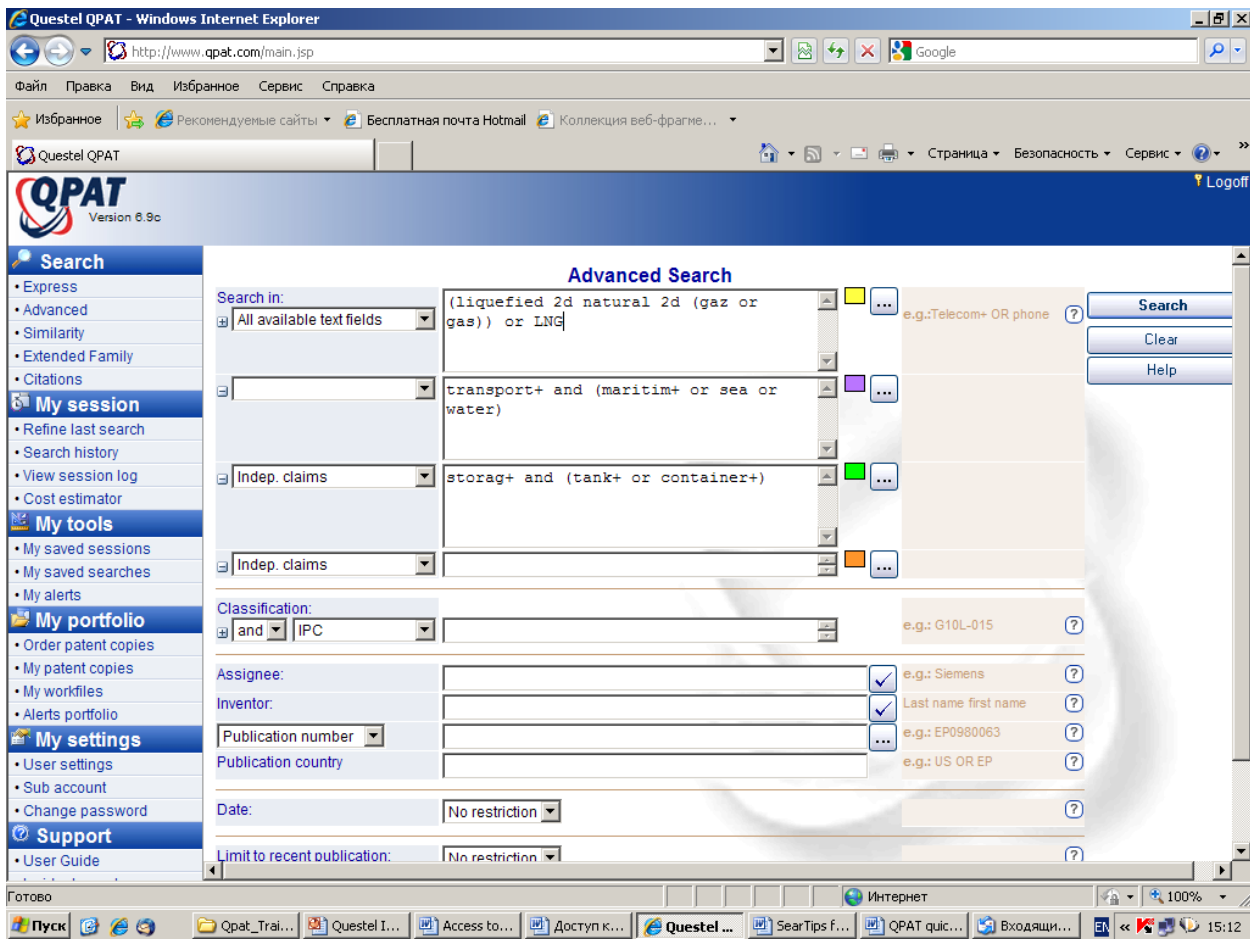 Questel QPAT - Windows Internet Explorer
http://www.qpat.com/main.jsp
Google
Файл Правка Вид Избранное Сервис Справка
Избранное Рекомендуемые сайты Бесплатная почта Hotmail Коллекция веб-фрагме...
Questel QPAT
Страница Безопасность Сервис »
QPAT
Version 6.9c
Logoff
Search
• Express
• Advanced
• Similarity
• Extended Family
• Citations
My session
• Refine last search
• Search history
• View session log
• Cost estimator
My tools
• My saved sessions
• My saved searches
• My alerts
My portfolio
• Order patent copies
• My patent copies
• My workfiles
• Alerts portfolio
My settings
• User settings
• Sub account
• Change password
Support
• User Guide
Advanced Search
Search in:
All available text fields
(liquefied 2d natural 2d (gaz or
gas)) or LNG
...
e.g.:Telecom+ OR phone
?
Search
Clear
Help
transport+ and (maritim+ or sea or
water)
...
Indep. claims
storag+ and (tank+ or container+)
...
Indep. claims
...
Classification:
and IPC
e.g.: G10L-015
?
Assignee:
e.g.: Siemens
?
Inventor:
Last name first name
?
Publication number
...
e.g.: EP0980063
?
Publication country
e.g.: US OR EP
?
Date:
No restriction
?
Limit to recent publication:
No restriction
?
Готово
Интернет
100%
Пуск
Qpat_Trai...
Questel I...
Access to...
Доступ к...
Questel ...
SearTips f...
QPAT quic...
Входящи...
EN
«
15:12